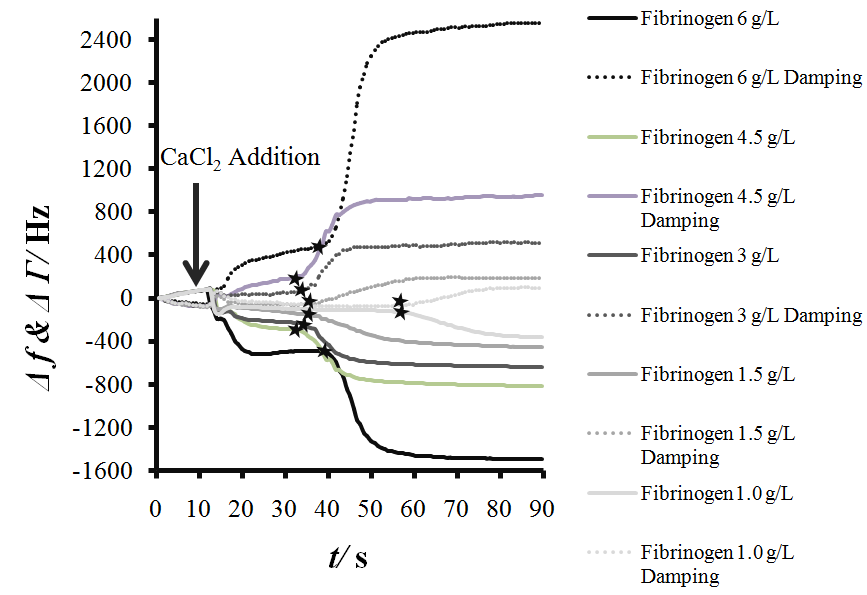 2400
2000
1600
1200
800
400
0
-400
-800
-1200
-1600
Δf & ΔΓ/ Hz
CaCl2 Addition
0 10 20 30 40 50 60 70 80 90
t/ s
Fibrinogen 6 g/L
Fibrinogen 6 g/L Damping
Fibrinogen 4.5 g/L
Fibrinogen 4.5 g/L
Damping
Fibrinogen 3 g/L
Fibrinogen 3 g/L Damping
Fibrinogen 1.5 g/L
Fibrinogen 1.5 g/L
Damping
Fibrinogen 1.0 g/L
Fibrinogen 1.0 g/L
Damping